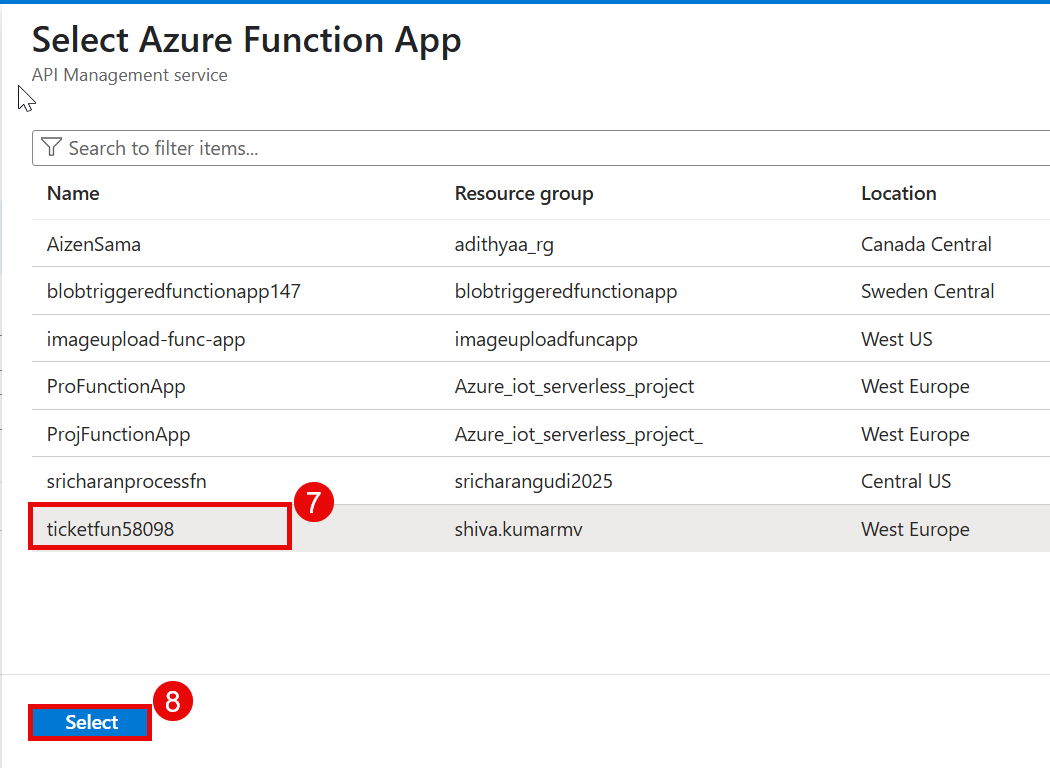 Select Azure Function App
API Management service
Search to filter items...
Name Resource group Location
AizenSama adithyaa_rg Canada Central
blobtriggeredfunctionapp147 blobtriggeredfunctionapp Sweden Central
imageupload-func-app imageuploadfuncapp West US
ProFunctionApp Azure_iot_serverless_project West Europe
ProjFunctionApp Azure_iot_serverless_project_ West Europe
sricharanprocessfn sricharangudi2025 Central US
7
ticketfun58098 shiva.kumarmv West Europe
8
Select